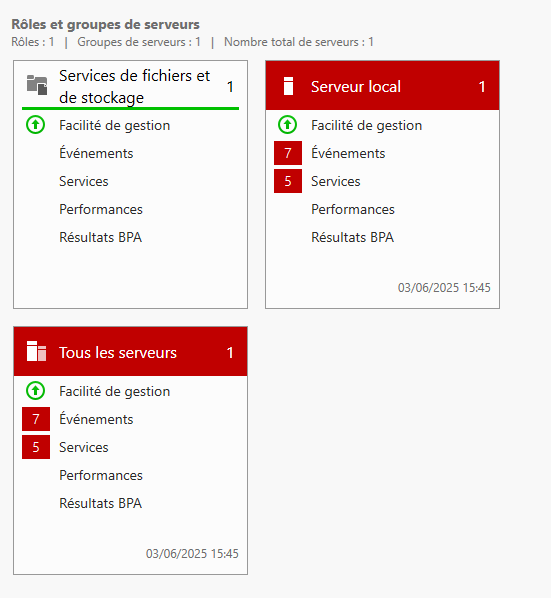 Rôles et groupes de serveurs
Rôles : 1 | Groupes de serveurs : 1 | Nombre total de serveurs : 1
Services de fichiers et
de stockage
1
Facilité de gestion
Événements
Services
Performances
Résultats BPA
Serveur local 1
Facilité de gestion
7 Événements
5 Services
Performances
Résultats BPA
03/06/2025 15:45
Tous les serveurs 1
Facilité de gestion
7 Événements
5 Services
Performances
Résultats BPA
03/06/2025 15:45